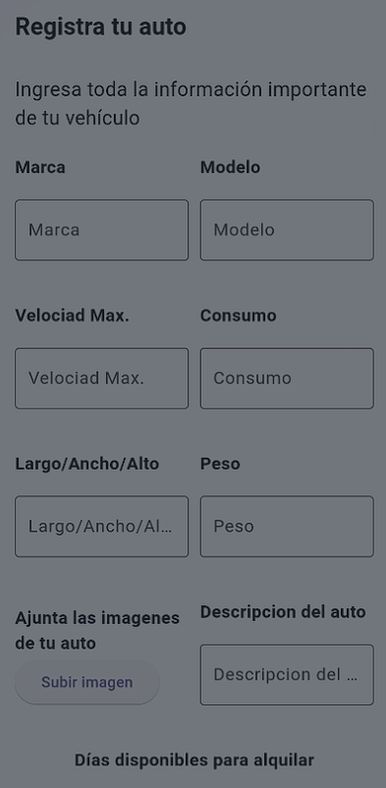 Registra tu auto
Ingresa toda la información importante
de tu vehículo
Marca
Modelo
Marca
Modelo
Velociad Max.
Consumo
Velociad Max.
Consumo
Largo/Ancho/Alto
Peso
Largo/Ancho/Al...
Peso
Ajunta las imagenes
de tu auto
Descripcion del auto
Subir imagen
Descripcion del ...
Días disponibles para alquilar